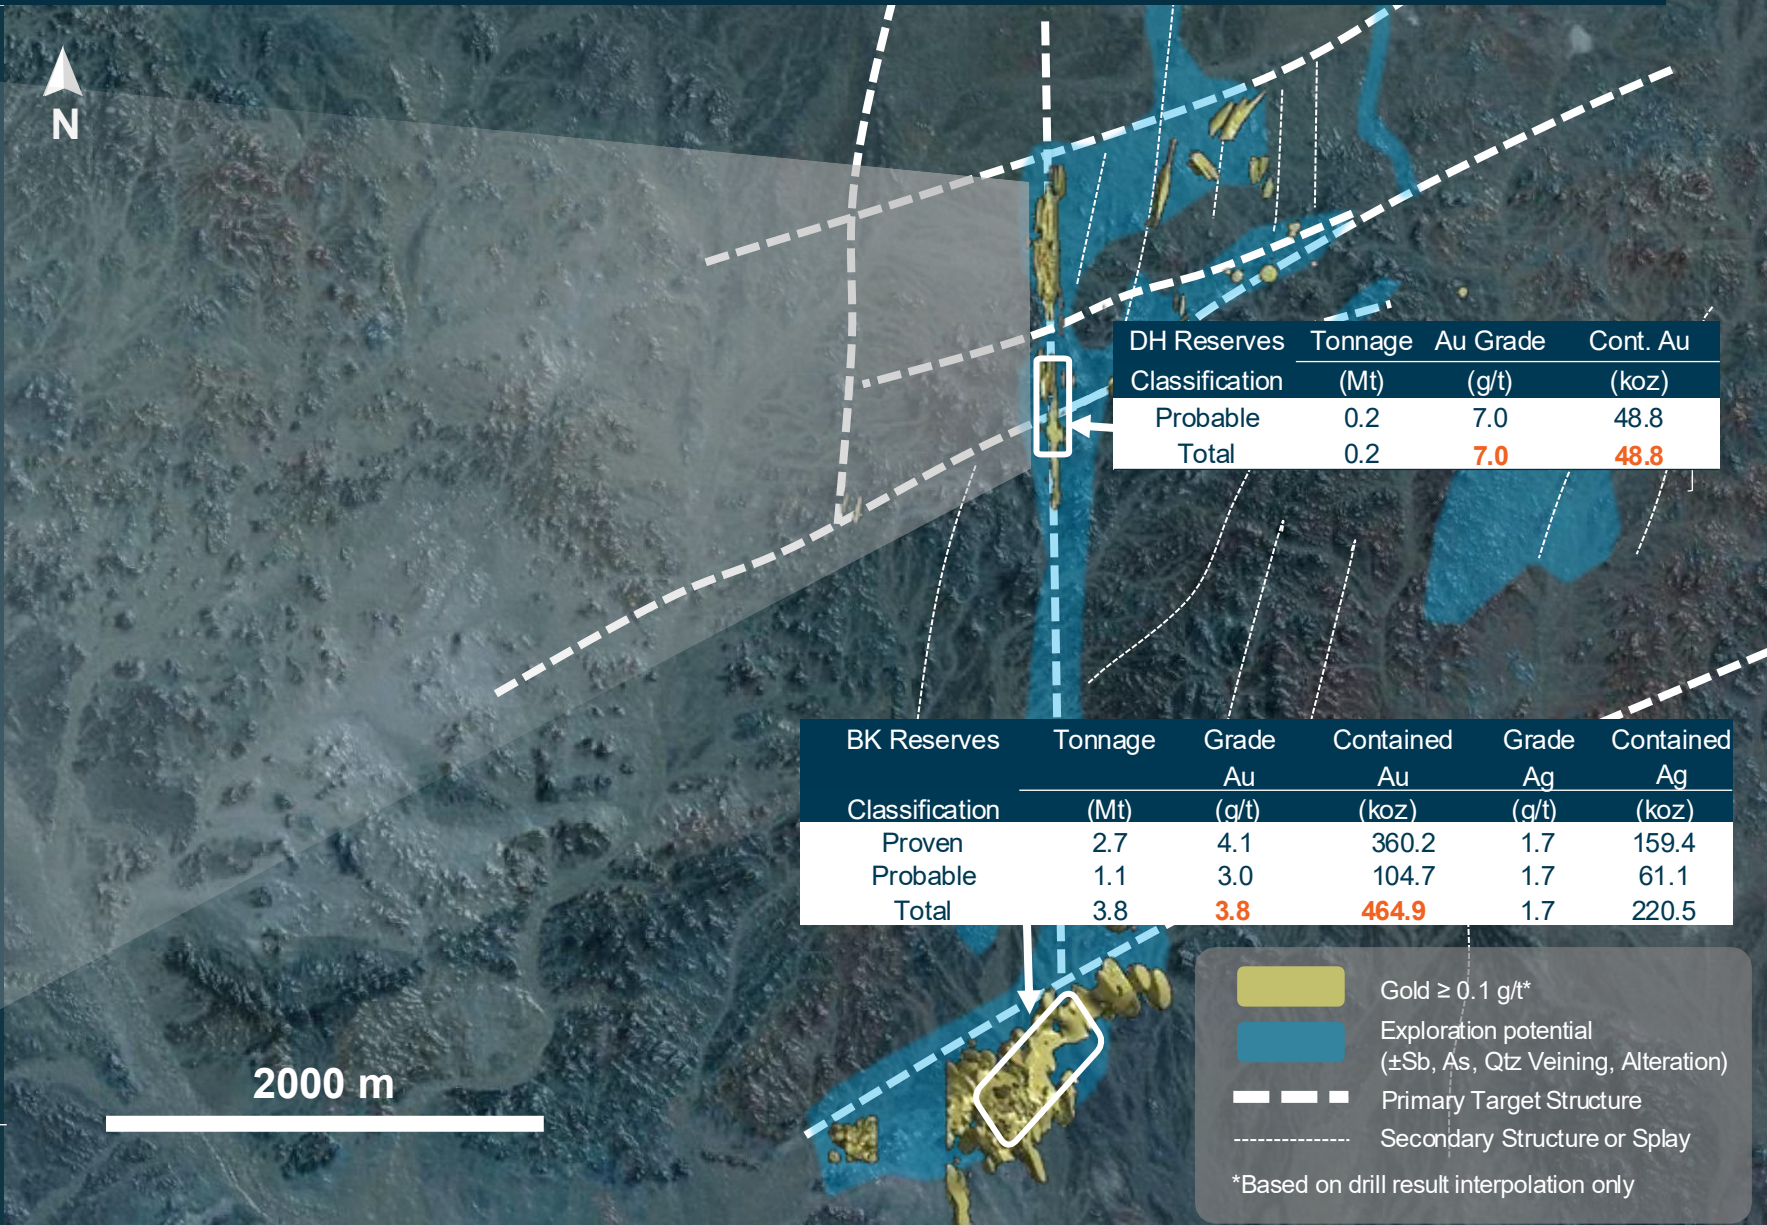 N
DH Reserves Tonnage Au Grade Cont. Au
Classification (Mt) (g/t) (koz)
Probable 0.2 7.0 48.8
Total 0.2 7.0 48.8
BK Reserves Tonnage Grade Contained Grade Contained
Au Au Ag Ag
Classification (Mt) (g/t) (koz) (g/t) (koz)
Proven 2.7 4.1 360.2 1.7 159.4
Probable 1.1 3.0 104.7 1.7 61.1
Total 3.8 3.8 464.9 1.7 220.5
2000 m
Gold ≥ 0.1 g/t*
Exploration potential
(±Sb, As, Qtz Veining, Alteration)
Primary Target Structure
Secondary Structure or Splay
*Based on drill result interpolation only